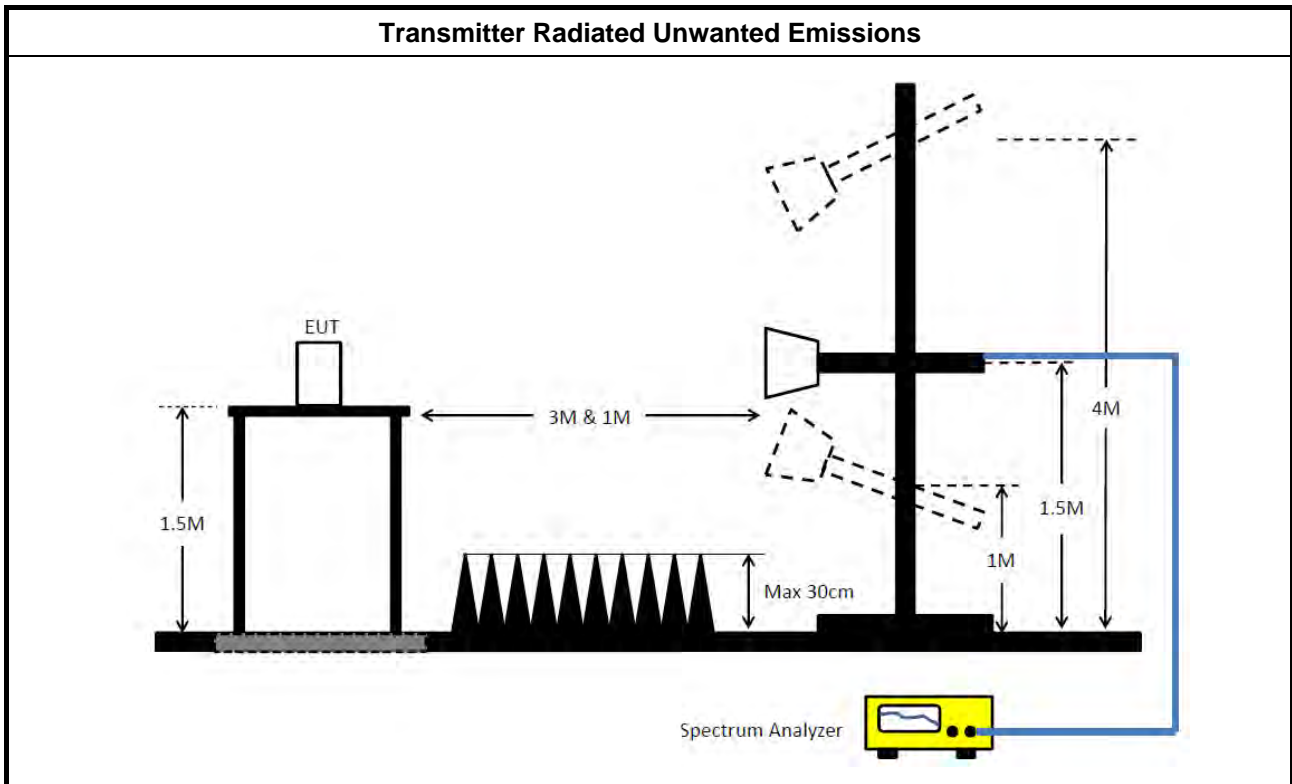 Transmitter Radiated Unwanted Emissions
EUT
3M & 1M
4M
1.5M
1.5M
1M
Max 30cm
Spectrum Analyzer